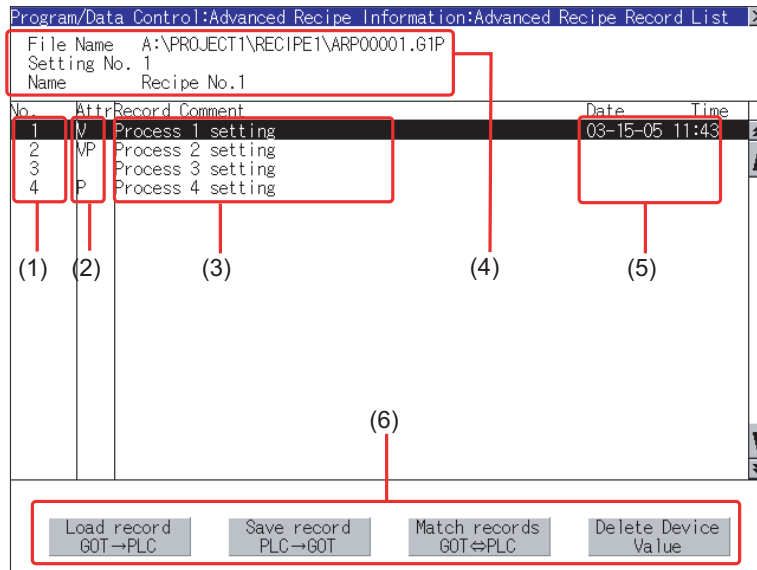 Program/Data Control:Advanced Recipe Information:Advanced Recipe Record List
File Name A:\PROJECT1\RECIPE1\ARP00001.G1P
Setting No. 1
Name Recipe No.1
No. Attr Record Comment Date Time
1 V Process 1 setting 03-15-05 11:43
2 VP Process 2 setting
3 Process 3 setting
4 P Process 4 setting
(1) (2) (3) (4) (5)
(6)
Load record GOT→PLC
Save record PLC→GOT
Match records GOT⇔PLC
Delete Device Value